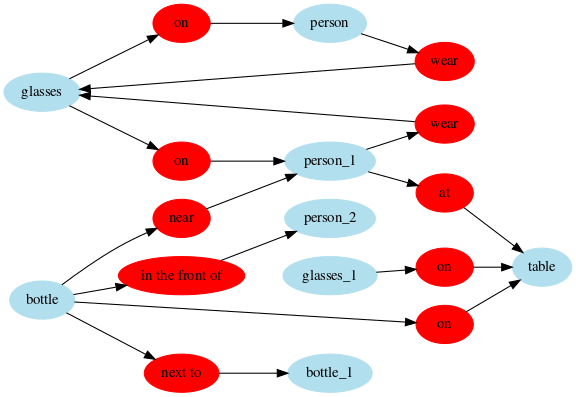 on
person
wear
glasses
wear
on
person_1
at
near
person_2
in the front of
glasses_1
on
table
bottle
on
next to
bottle_1